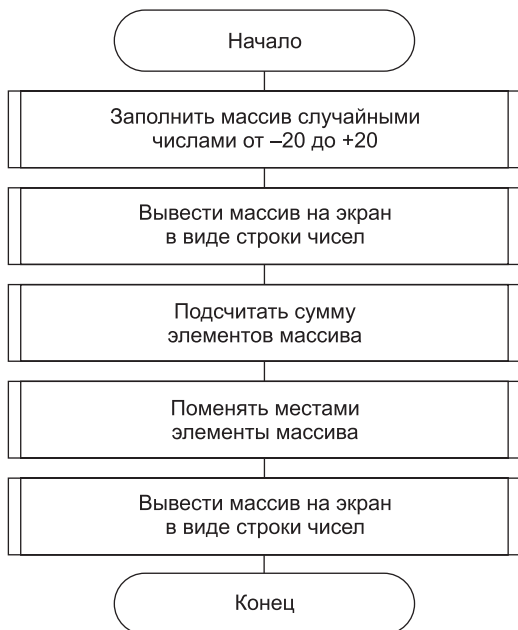 Начало
Заполнить массив случайными
числами от –20 до +20
Вывести массив на экран
в виде строки чисел
Подсчитать сумму
элементов массива
Поменять местами
элементы массива
Вывести массив на экран
в виде строки чисел
Конец